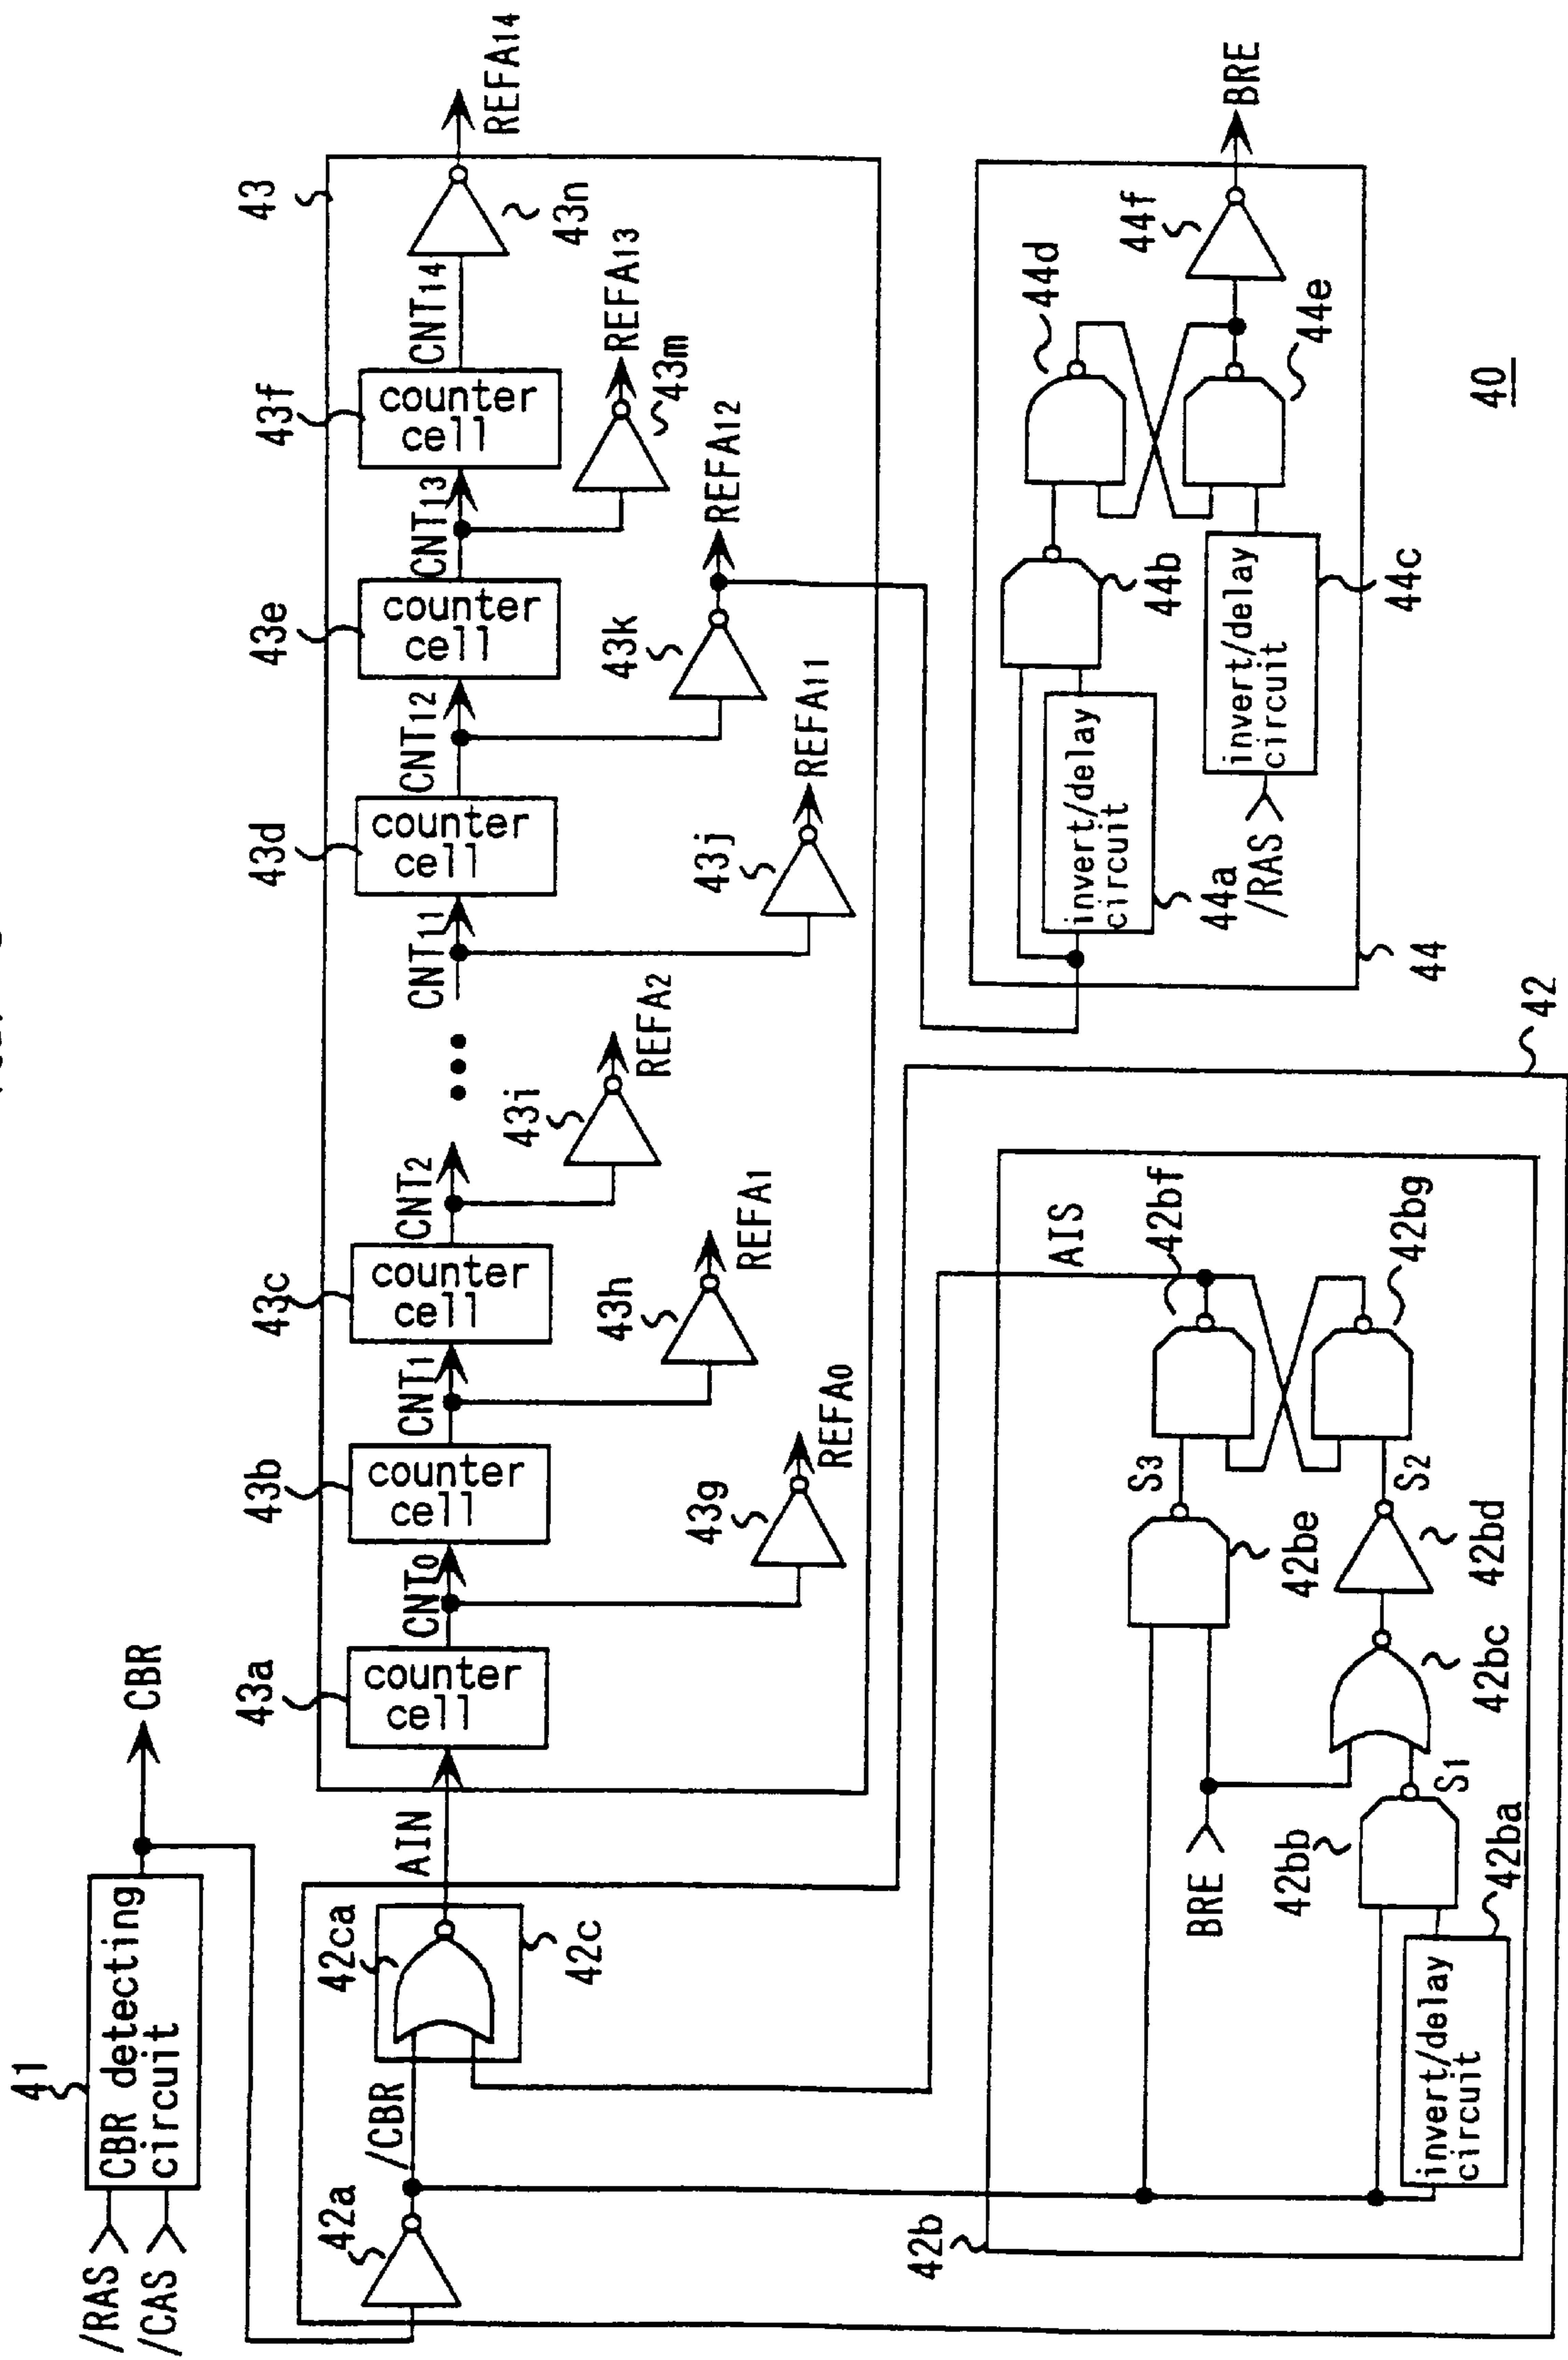 41
/RAS
/CAS
CBR detecting
circuit
CBR
42a
/CBR
42ca
42c
AIN
43
43a
counter
cell
CNT0
43b
counter
cell
CNT1
43c
counter
cell
CNT2
CNT11
43d
counter
cell
CNT12
43e
counter
cell
CNT13
43f
counter
cell
CNT14
43n
REFA14
43g
REFA0
43h
REFA1
43i
REFA2
43j
REFA11
43k
REFA12
43m
REFA13
42
42b
invert/delay
circuit
42ba
42bb
S1
BRE
42bc
42bd
S2
42be
S3
42bf
42bg
AIS
44
invert/delay
circuit
44a
44b
/RAS
invert/delay
circuit
44c
44d
44e
44f
BRE
40